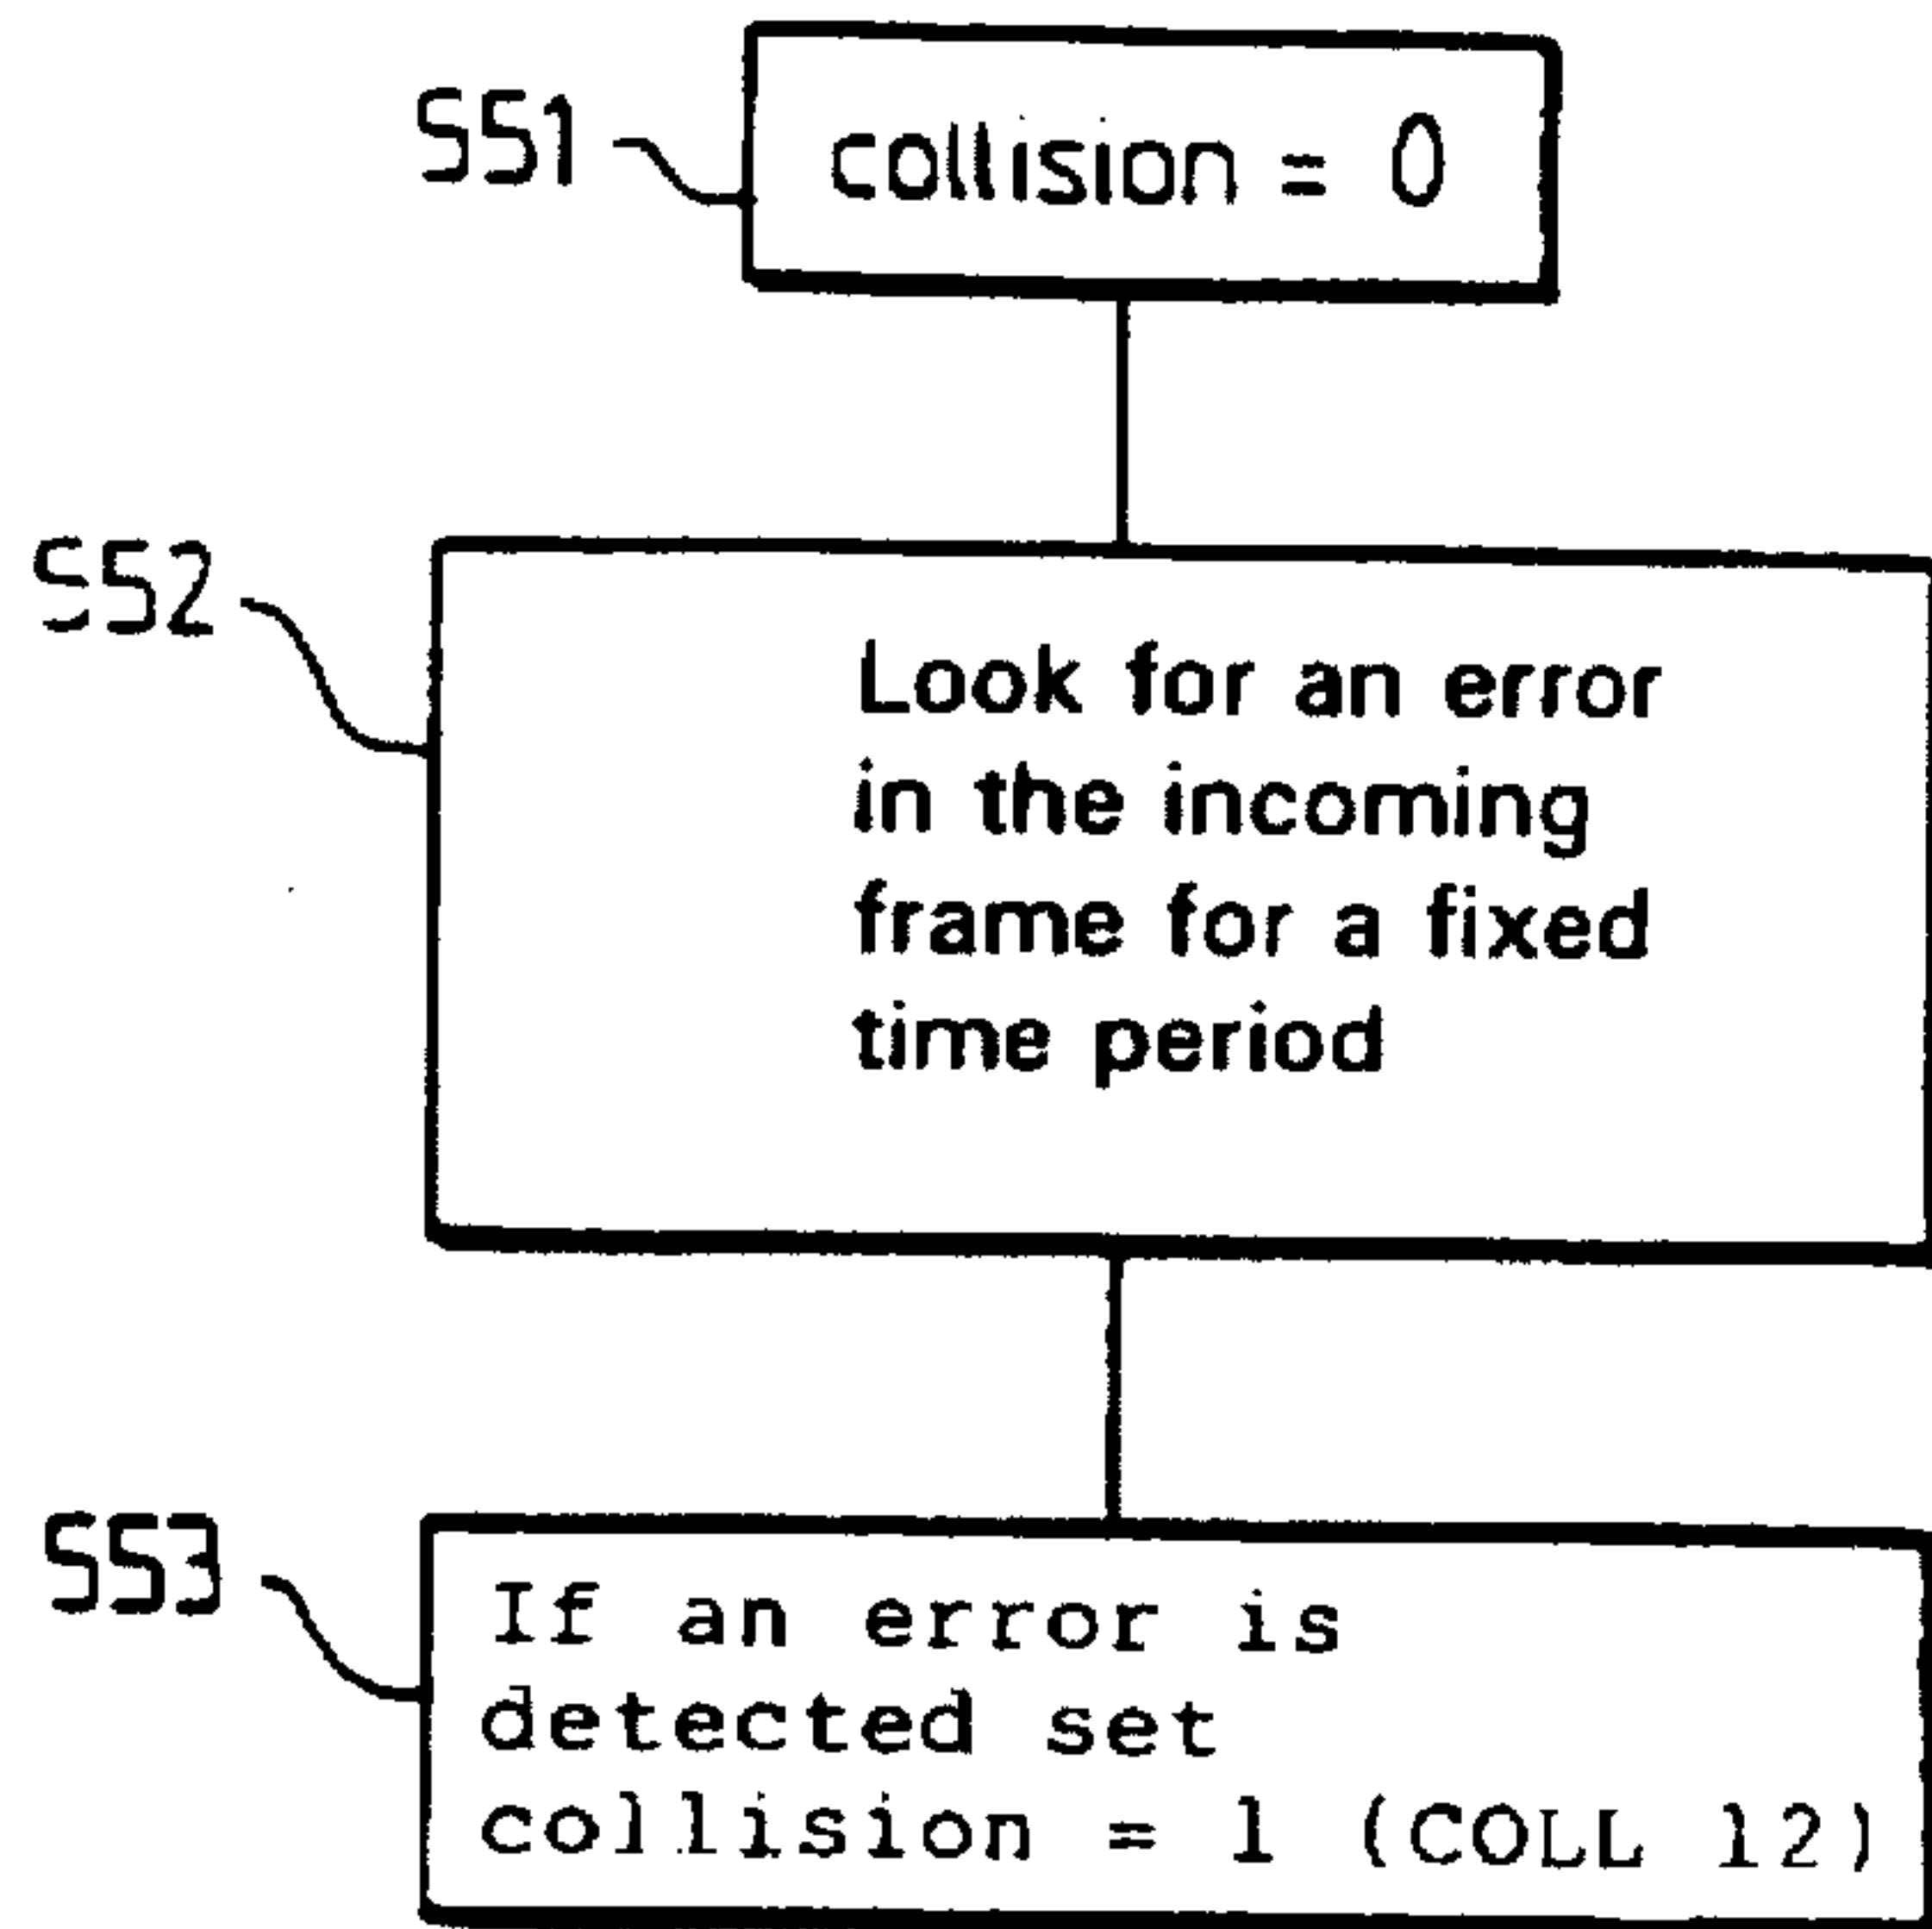 S51
collision = 0
S52
Look for an error
in the incoming
frame for a fixed
time period
S53
If an error is
detected set
collision = 1 (COLL 12)